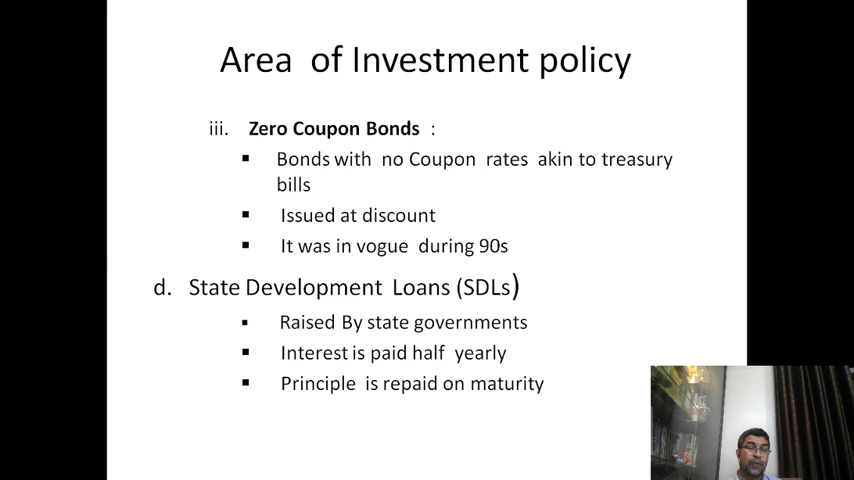 Area of Investment policy
iii. Zero Coupon Bonds :
▪ Bonds with no Coupon rates akin to treasury
bills
▪ Issued at discount
▪ It was in vogue during 90s
d. State Development Loans (SDLs)
▪ Raised By state governments
▪ Interest is paid half yearly
▪ Principle is repaid on maturity